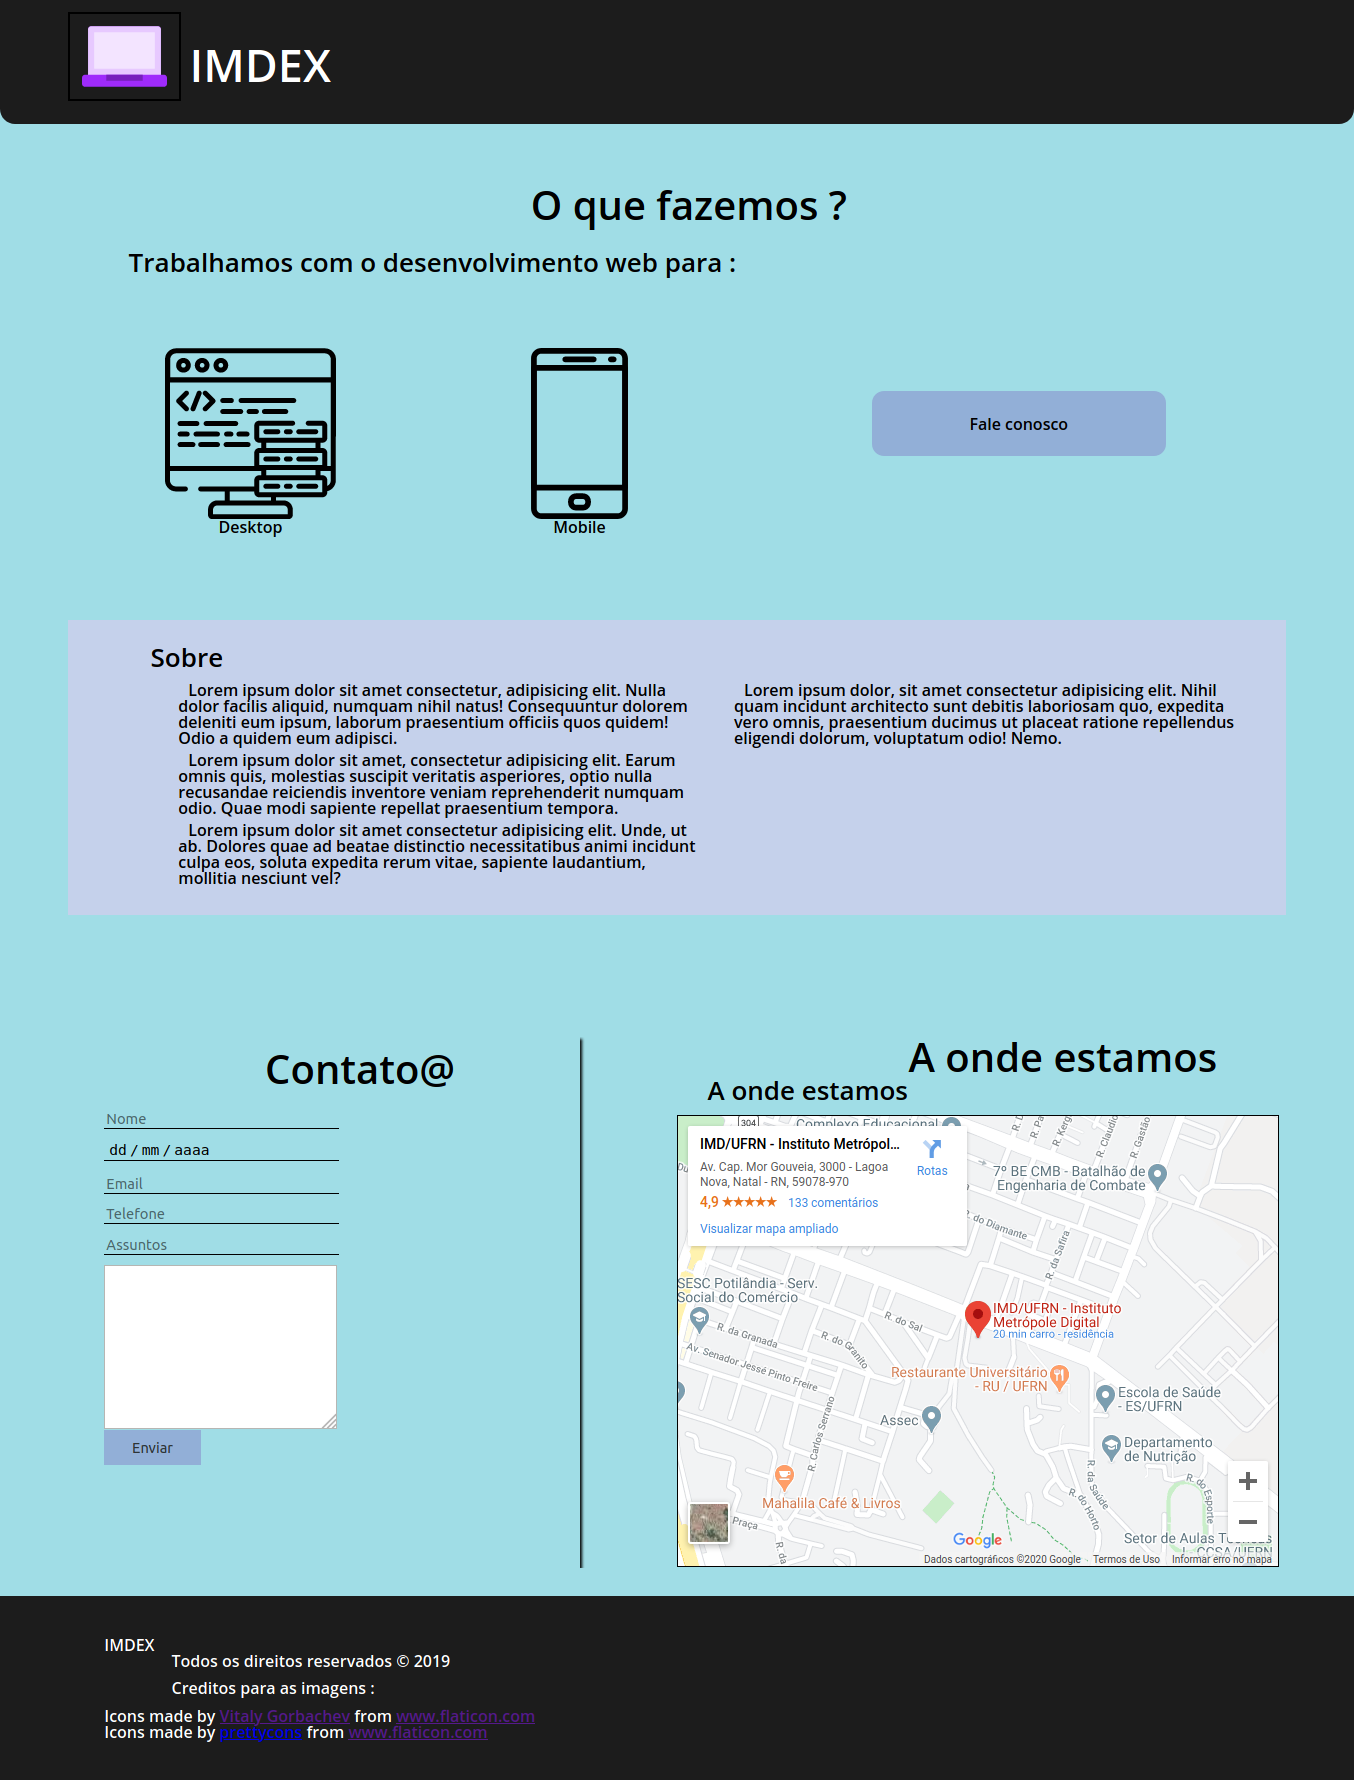 IMDEX
O que fazemos ?
Trabalhamos com o desenvolvimento web para :
Desktop
Mobile
Fale conosco
Sobre
Lorem ipsum dolor sit amet consectetur, adipisicing elit. Nulla
dolor facilis aliquid, numquam nihil natus! Consequuntur dolorem
deleniti eum ipsum, laborum praesentium officiis quos quidem!
Odio a quidem eum adipisci.
Lorem ipsum dolor sit amet, consectetur adipisicing elit. Earum
omnis quis, molestias suscipit veritatis asperiores, optio nulla
recusandae reiciendis inventore veniam reprehenderit numquam
odio. Quae modi sapiente repellat praesentium tempora.
Lorem ipsum dolor sit amet consectetur adipisicing elit. Unde, ut
ab. Dolores quae ad beatae distinctio necessitatibus animi incidunt
culpa eos, soluta expedita rerum vitae, sapiente laudantium,
mollitia nesciunt vel?
Lorem ipsum dolor, sit amet consectetur adipisicing elit. Nihil
quam incidunt architecto sunt debitis laboriosam quo, expedita
vero omnis, praesentium ducimus ut placeat ratione repellendus
eligendi dolorum, voluptatum odio! Nemo.
Contato@
Nome
dd / mm / aaaa
Email
Telefone
Assuntos
Enviar
A onde estamos
A onde estamos
304
Complexo Educacional
IMD/UFRN - Instituto Metrópol...
Av. Cap. Mor Gouveia, 3000 - Lagoa
Nova, Natal - RN, 59078-970
4,9 ★★★★★ 133 comentários
Visualizar mapa ampliado
Rotas
R. Claudio
R. Gastão
7º BE CMB - Batalhão de
Engenharia de Combate
R. do Diamante
R. da Safira
SESC Potilândia - Serv.
Social do Comércio
R. da Granada
R. do Sal
R. do Granito
Av. Senador Jessé Pinto Freire
IMD/UFRN - Instituto
Metrópole Digital
20 min carro - residência
Restaurante Universitário
- RU / UFRN
Escola de Saúde
- ES/UFRN
Assec
R. Carlos Serrano
Departamento
de Nutrição
R. da Saúde
R. do Horto
R. do Esporte
Mahalila Café & Livros
Praça
R. da
Setor de Aulas
Google
Dados cartográficos ©2020 Google
Termos de Uso
Informar erro no mapa
IMDEX
Todos os direitos reservados © 2019
Creditos para as imagens :
Icons made by Vitaly Gorbachev from www.flaticon.com
Icons made by prettycons from www.flaticon.com